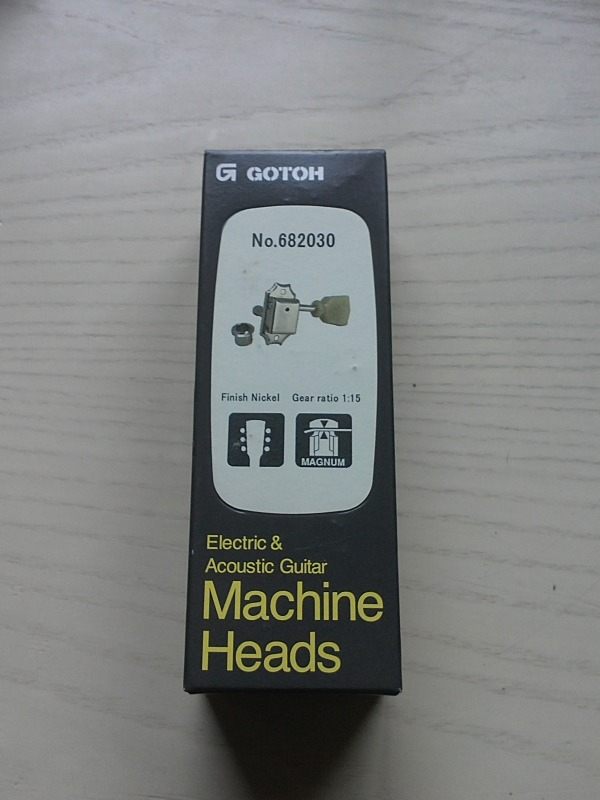 GOTOH
No.682030
Finish Nickel Gear ratio 1:15
MAGNUM
Electric &
Acoustic Guitar
Machine
Heads